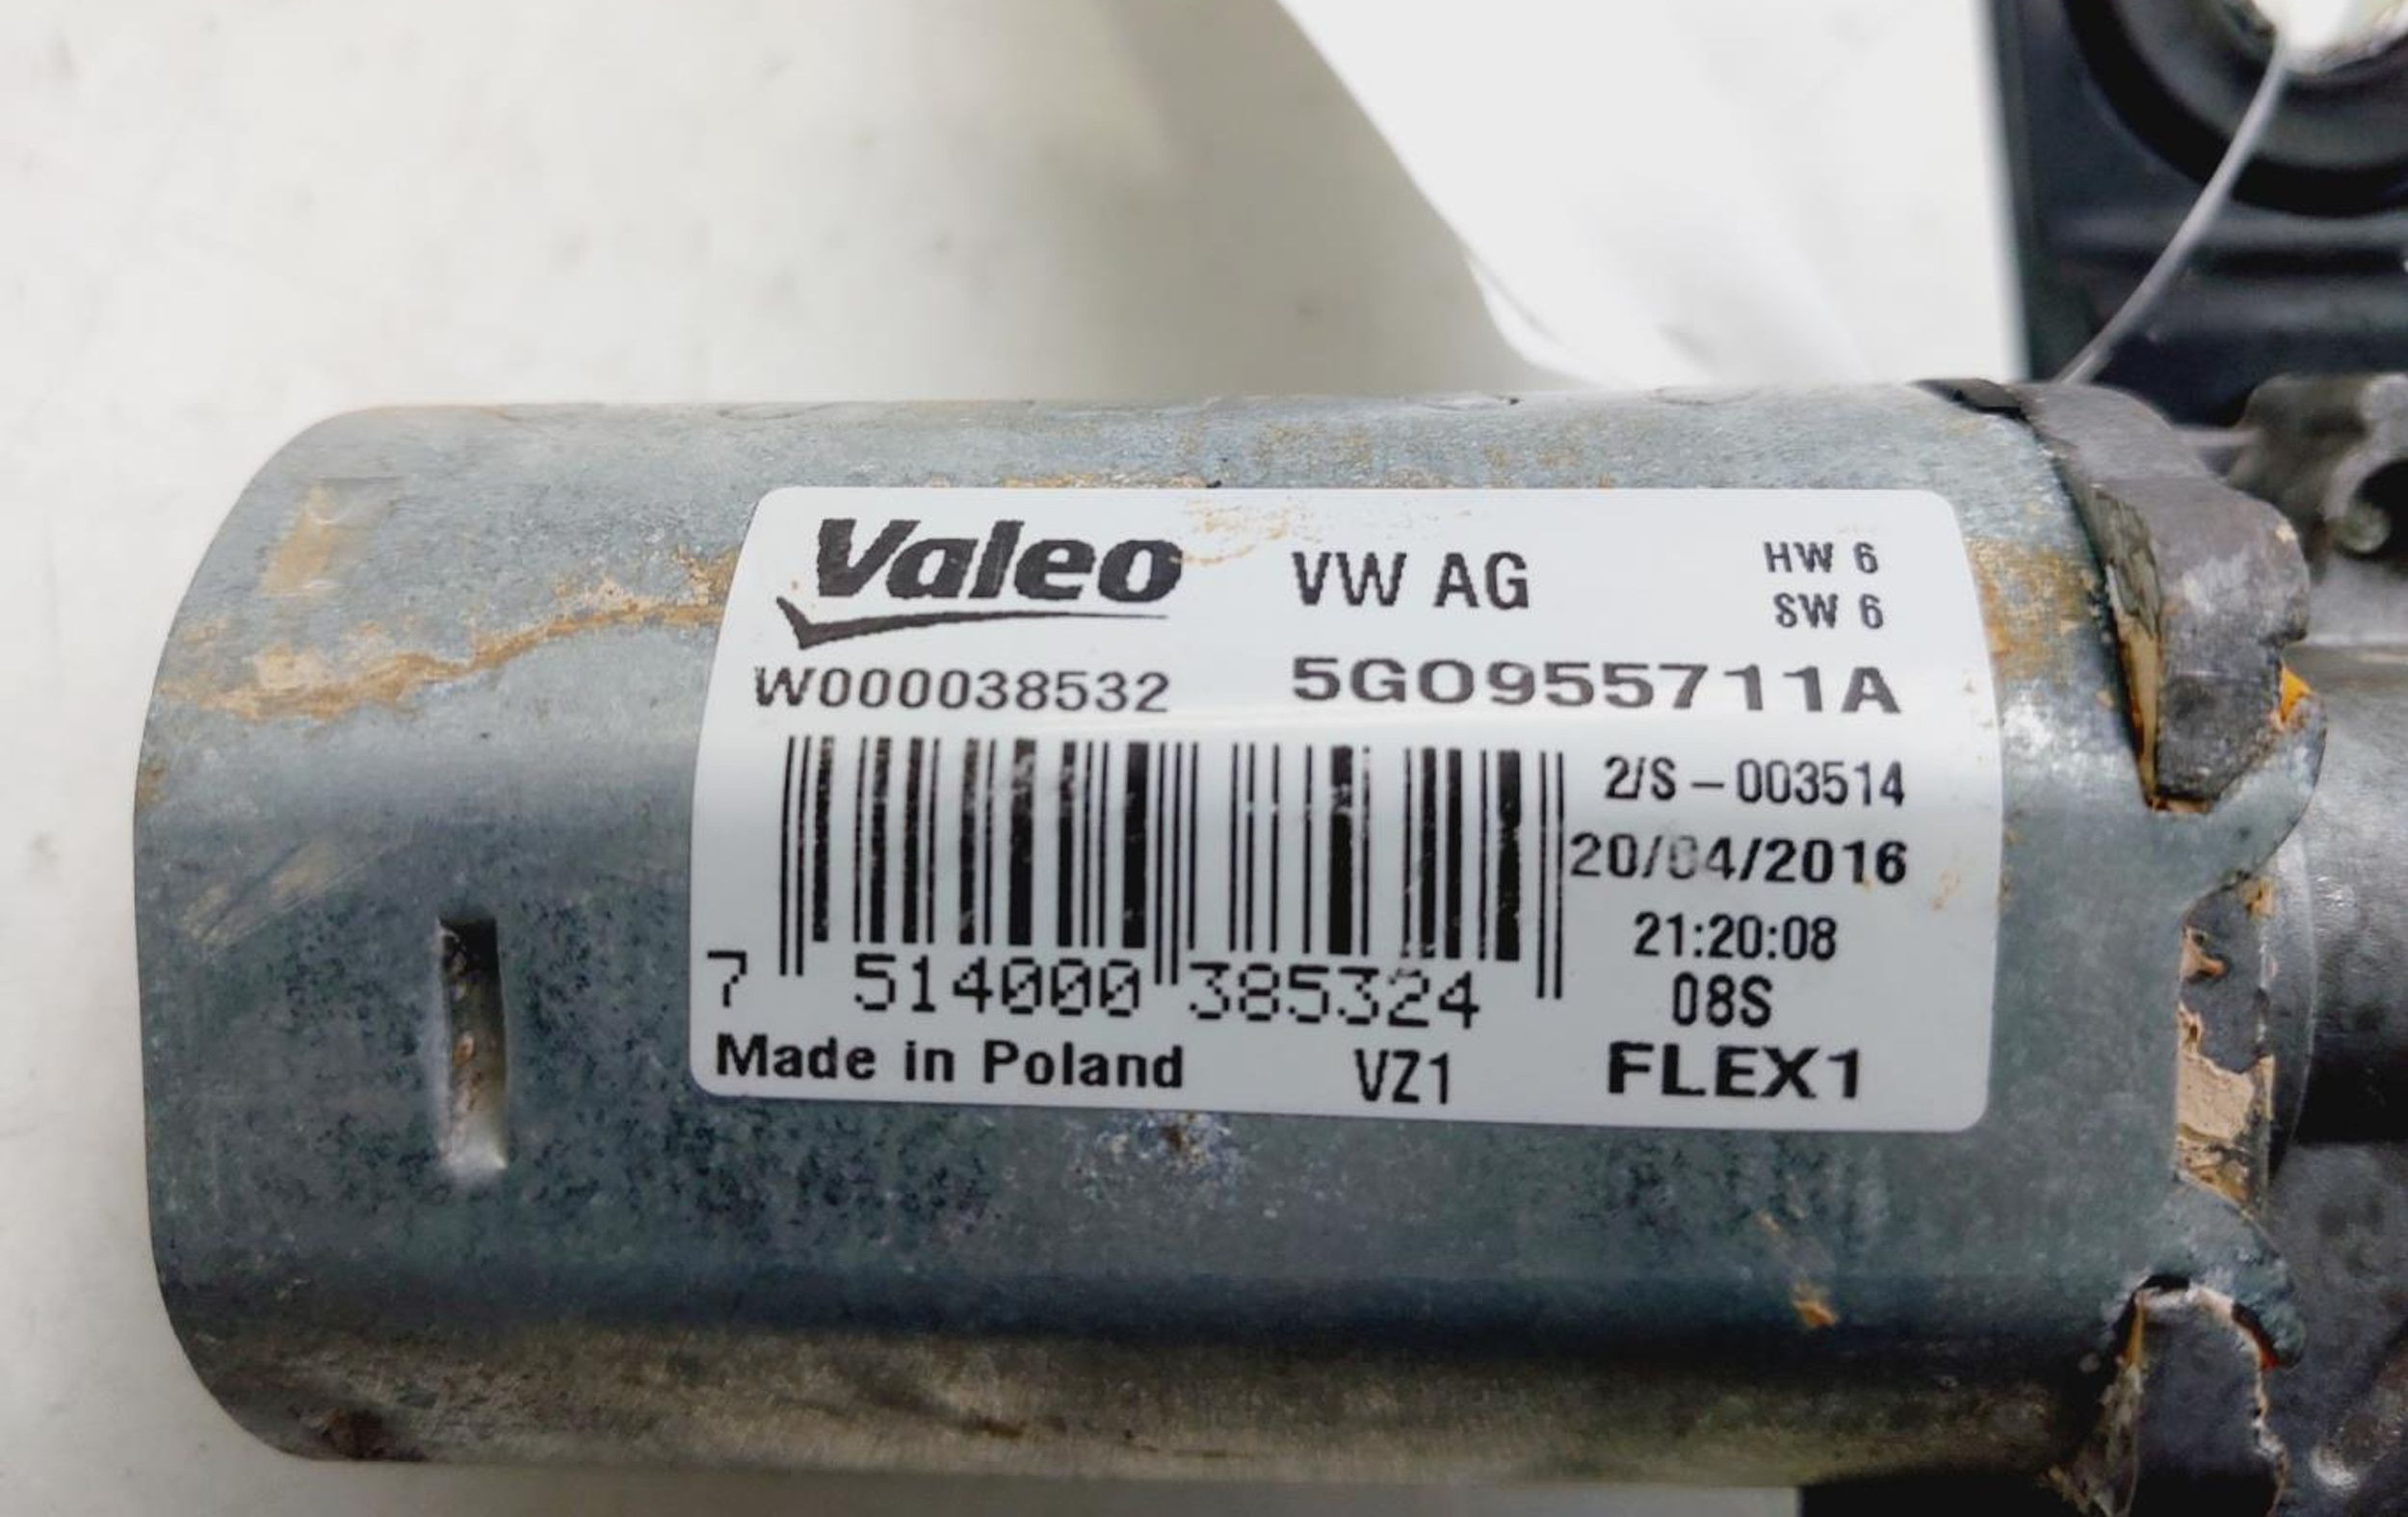 Valeo VW AG HW 6
SW 6
W000038532 5G0955711A
2/S - 003514
20/04/2016
21:20:08
7 514000 385324 08S
Made in Poland VZ1 FLEX1